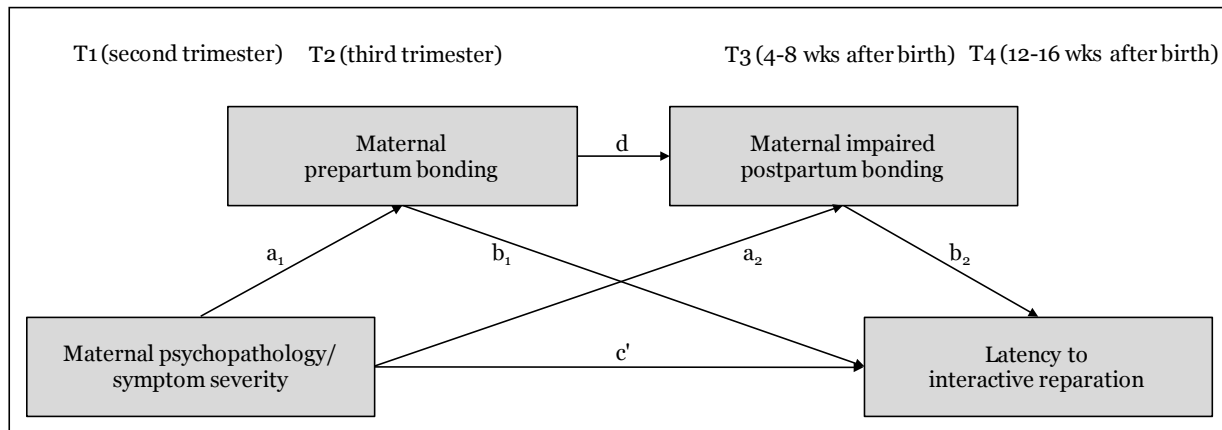 T1 (second trimester) T2 (third trimester) T3 (4-8 wks after birth) T4 (12-16 wks after birth)
Maternal
prepartum bonding
d
Maternal impaired
postpartum bonding
a₁
b₁
a₂
b₂
Maternal psychopathology/
symptom severity
c'
Latency to
interactive reparation